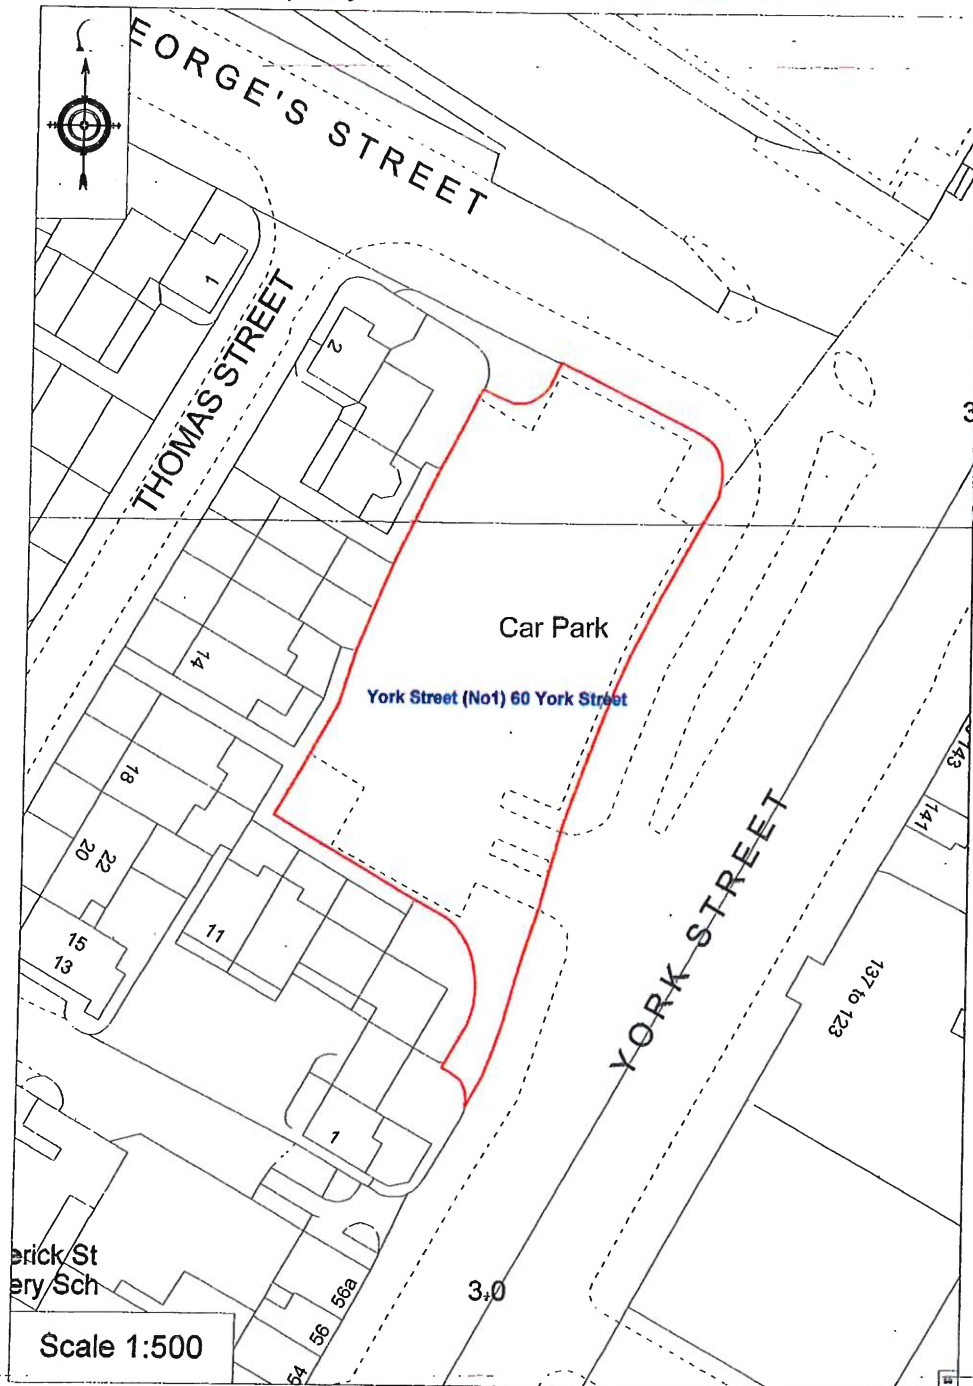 EORGE'S STREET
1
THOMAS STREET
2
3
Car Park
York Street (No1) 60 York Street
14
18
143
141
20
22
YORK STREET
15
13
11
137 to 123
1
erick St
ery Sch
56a
3.0
56
54
Scale 1:500